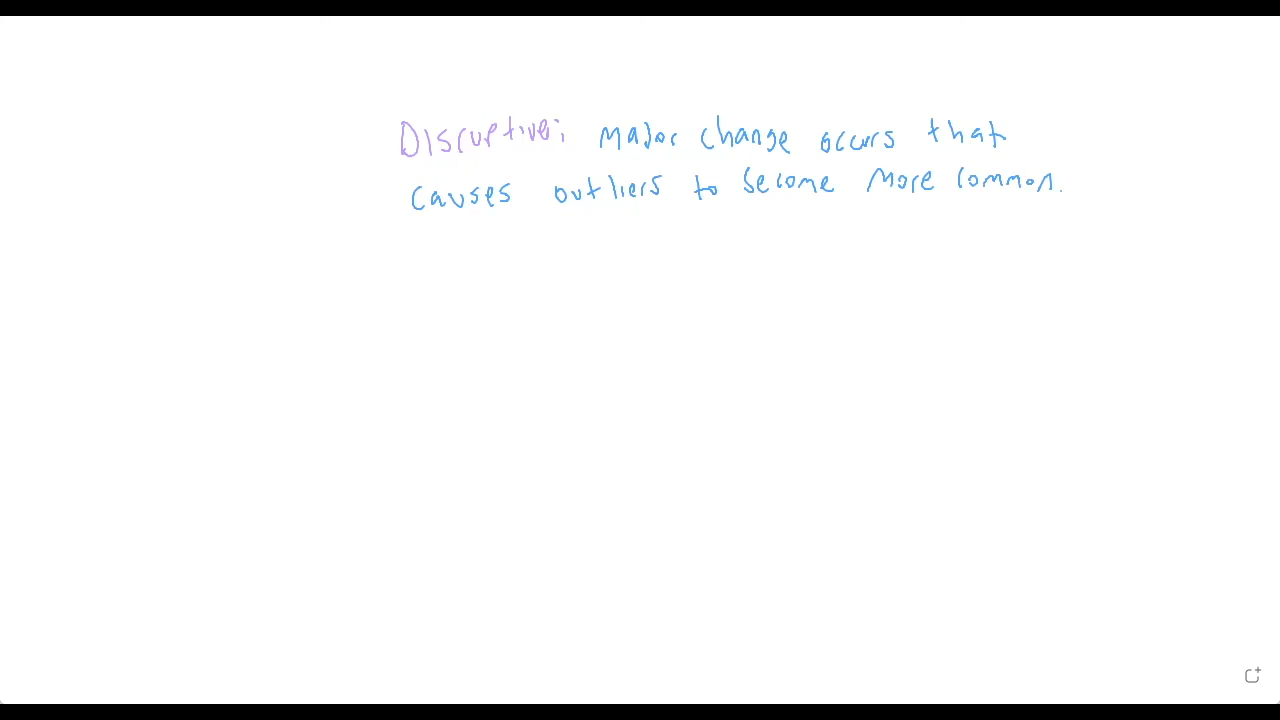 Disruptive: Major change occurs that
causes outliers to become more common.